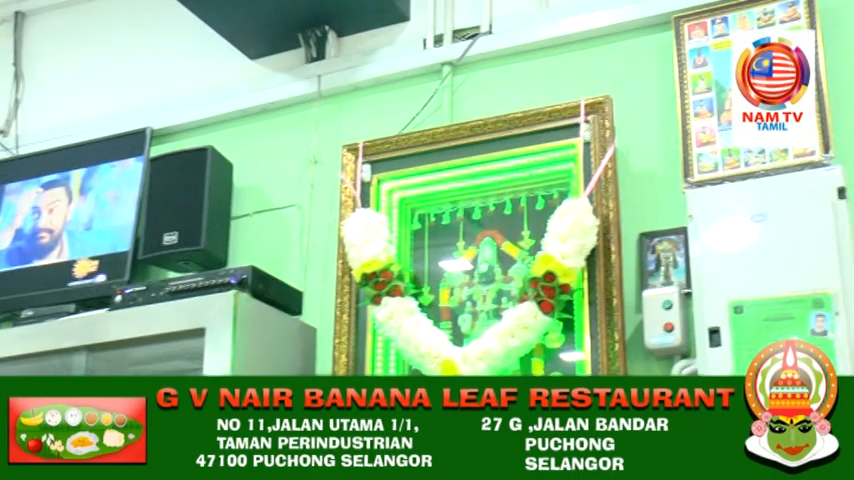 NAM TV
TAMIL
G V NAIR BANANA LEAF RESTAURANT
NO 11,JALAN UTAMA 1/1,
TAMAN PERINDUSTRIAN
47100 PUCHONG SELANGOR
27 G ,JALAN BANDAR
PUCHONG
SELANGOR